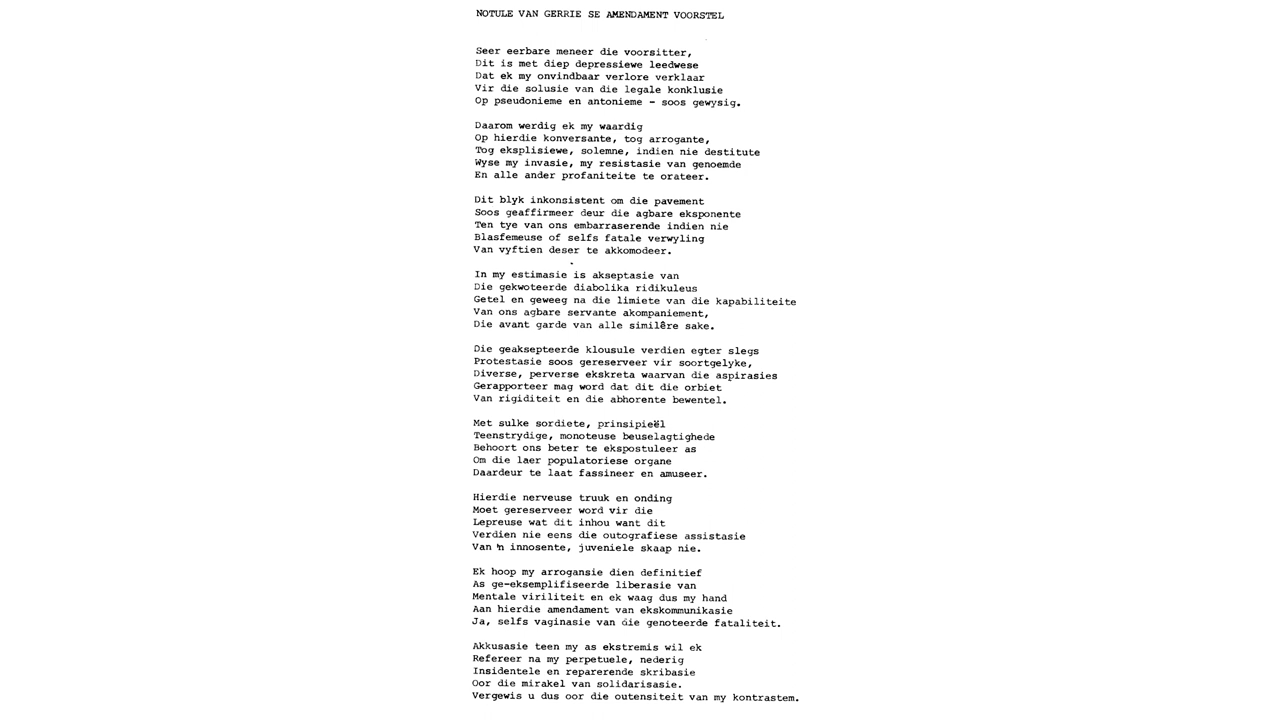 NOTULE VAN GERRIE SE AMENDAMENT VOORSTEL
Seer eerbare meneer die voorsitter,
Dit is met diep depressiewe leedwese
Dat ek my onvindbaar verlore verklaar
Vir die solusie van die legale konklusie
Op pseudonieme en antonieme - soos gewysig.
Daarom werdig ek my waardig
Op hierdie konversante, tog arrogante,
Tog eksplisiewe, solemne, indien nie destitute
Wyse my invasie, my resistasie van genoemde
En alle ander profaniteite te orateer.
Dit blyk inkonsistent om die pavement
Soos geaffirmeer deur die agbare eksponente
Ten tye van ons embarraserende indien nie
Blasfemeuse of selfs fatale verwyling
Van vyftien deser te akkomodeer.
In my estimasie is akseptasie van
Die gekwoteerde diabolika ridikuleus
Getel en geweeg na die limiete van die kapabiliteite
Van ons agbare servante akompaniement,
Die avant garde van alle similêre sake.
Die geaksepteerde klousule verdien egter slegs
Protestasie soos gereserveer vir soortgelyke,
Diverse, perverse ekskreta waarvan die aspirasies
Gerapporteer mag word dat dit die orbiet
Van rigiditeit en die abhorente bewentel.
Met sulke sordiete, prinsipieël
Teenstrydige, monoteuse beuselagtighede
Behoort ons beter te ekspostuleer as
Om die laer populatoriese organe
Daardeur te laat fassineer en amuseer.
Hierdie nerveuse truuk en onding
Moet gereserveer word vir die
Lepreuse wat dit inhou want dit
Verdien nie eens die outografiese assistasie
Van 'n innosente, juveniele skaap nie.
Ek hoop my arrogansie dien definitief
As ge-eksemplifiseerde liberasie van
Mentale viriliteit en ek waag dus my hand
Aan hierdie amendament van ekskommunikasie
Ja, selfs vaginasie van die genoteerde fataliteit.
Akkusasie teen my as ekstremis wil ek
Refereer na my perpetuele, nederig
Insidentele en reparerende skribasie
Oor die mirakel van solidarisasie.
Vergewis u dus oor die outensiteit van my kontrastem.